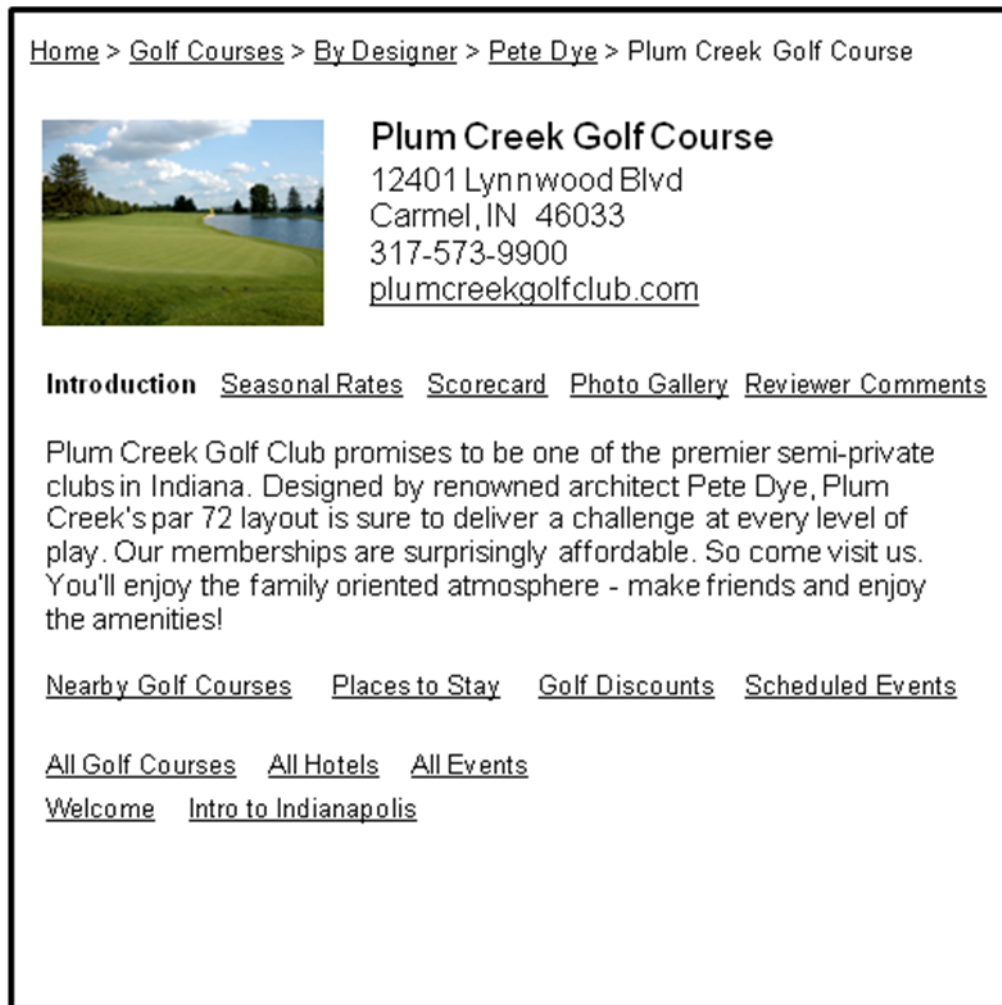 Home > Golf Courses > By Designer > Pete Dye > Plum Creek Golf Course
Plum Creek Golf Course
12401 Lynnwood Blvd
Carmel, IN 46033
317-573-9900
plumcreekgolfclub.com
Introduction Seasonal Rates Scorecard Photo Gallery Reviewer Comments
Plum Creek Golf Club promises to be one of the premier semi-private
clubs in Indiana. Designed by renowned architect Pete Dye, Plum
Creek's par 72 layout is sure to deliver a challenge at every level of
play. Our memberships are surprisingly affordable. So come visit us.
You'll enjoy the family oriented atmosphere - make friends and enjoy
the amenities!
Nearby Golf Courses Places to Stay Golf Discounts Scheduled Events
All Golf Courses All Hotels All Events
Welcome Intro to Indianapolis